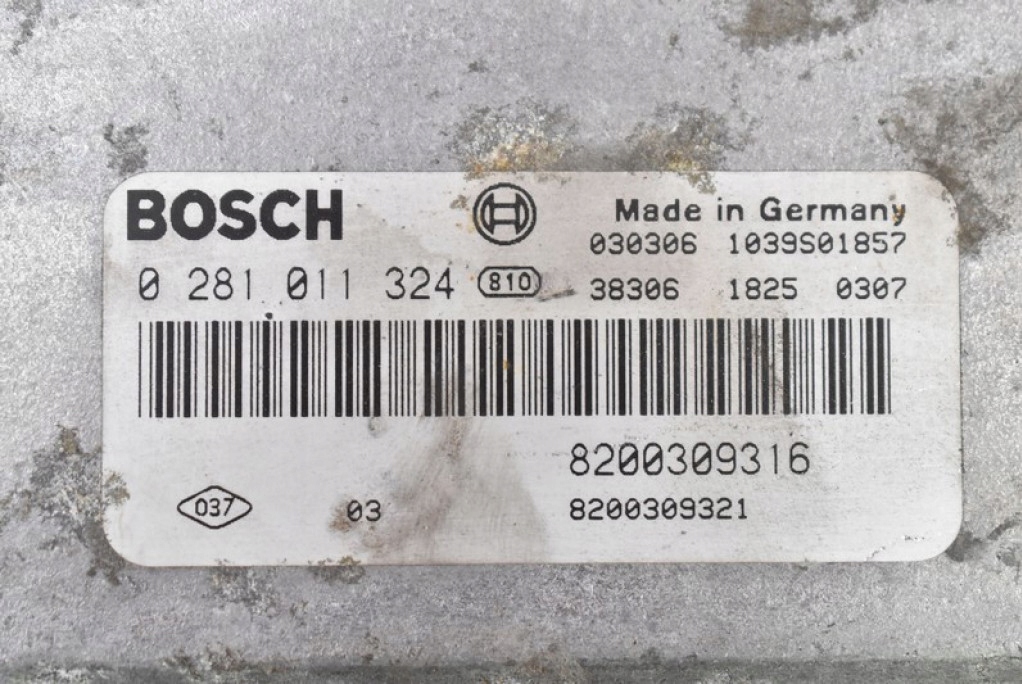 BOSCH
Made in Germany
030306 1039S01857
0 281 011 324 810
38306 1825 0307
8200309316
037 03 8200309321